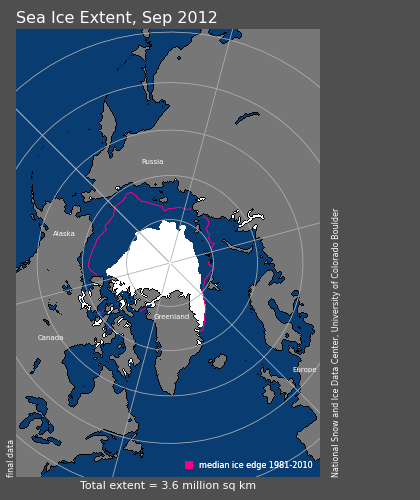 Sea Ice Extent, Sep 2012
Russia
Alaska
Greenland
Canada
Europe
median ice edge 1981-2010
Total extent = 3.6 million sq km
final data
National Snow and Ice Data Center, University of Colorado Boulder